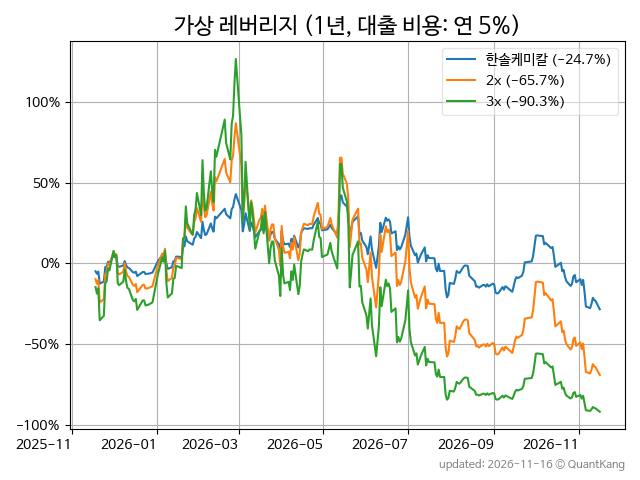 가상 레버리지 (1년, 대출 비용: 연 5%)
한솔케미칼 (−24.7%)
2x (−65.7%)
3x (−90.3%)
100%
50%
0%
−50%
−100%
2025-11 2026-01 2026-03 2026-05 2026-07 2026-09 2026-11
updated: 2026-11-16 © QuantKang